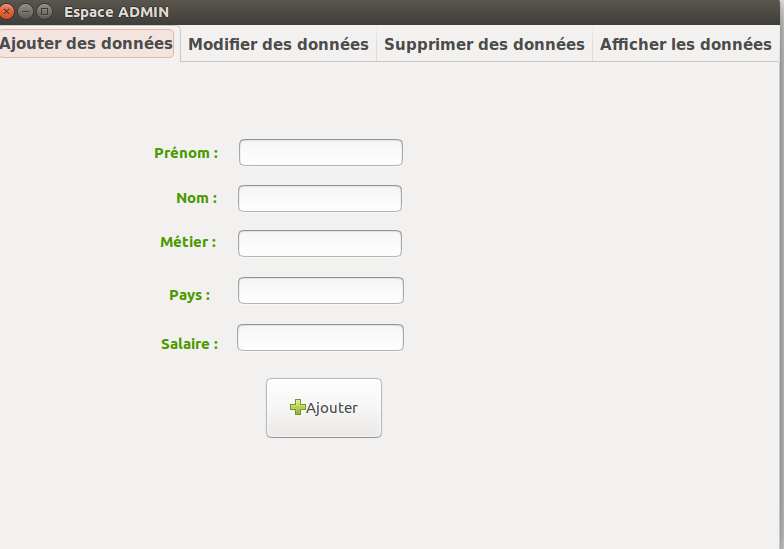 Espace ADMIN
Ajouter des données Modifier des données Supprimer des données Afficher les données
Prénom :
Nom :
Métier :
Pays :
Salaire :
Ajouter